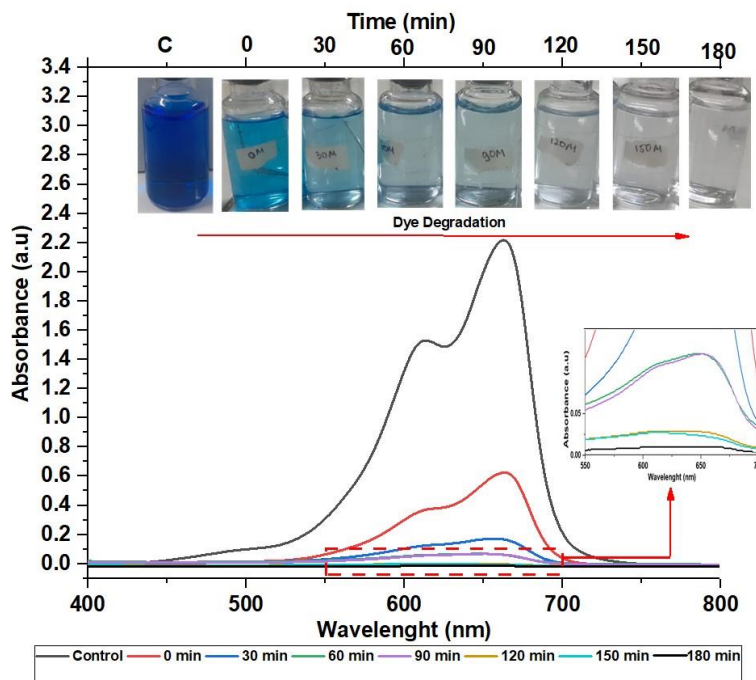 Time (min)
C 0 30 60 90 120 150 180
3.4
3.2
3.0
2.8
2.6
2.4
2.2
2.0
1.8
1.6
1.4
1.2
1.0
0.8
0.6
0.4
0.2
0.0
Absorbance (a.u)
0M
30M
90M
120M
150M
Dye Degradation
Absorbance (a.u)
0.05
0.00
550 600 650
Wavelenght (nm)
400 500 600 700 800
Wavelenght (nm)
Control 0 min 30 min 60 min 90 min 120 min 150 min 180 min